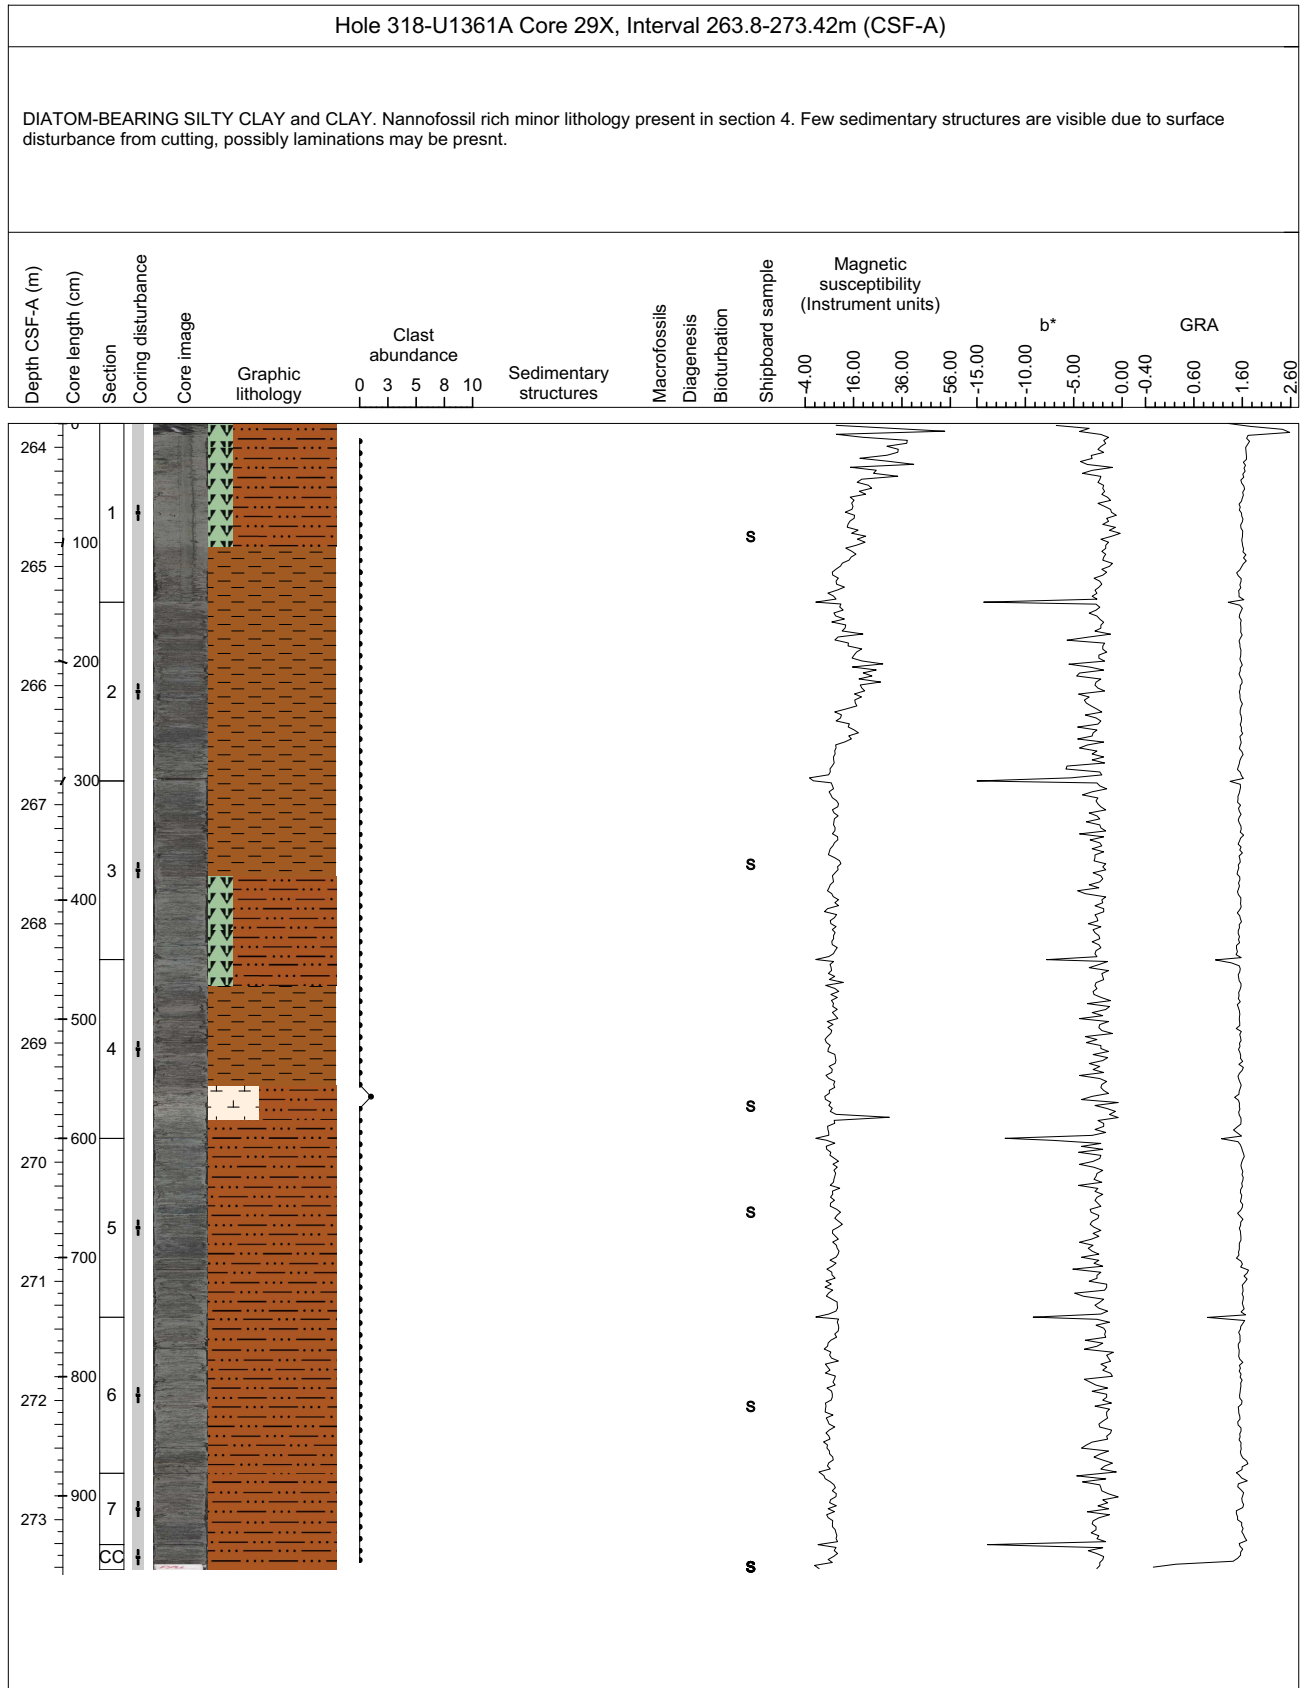 Hole 318-U1361A Core 29X, Interval 263.8-273.42m (CSF-A)
DIATOM-BEARING SILTY CLAY and CLAY. Nannofossil rich minor lithology present in section 4. Few sedimentary structures are visible due to surface
disturbance from cutting, possibly laminations may be presnt.
Depth CSF-A (m)
Core length (cm)
Section
Coring disturbance
Core image
Graphic
lithology
Clast
abundance
0 3 5 8 10
Sedimentary
structures
Macrofossils
Diagenesis
Bioturbation
Shipboard sample
Magnetic
susceptibility
(Instrument units)
-4.00 16.00 36.00 56.00
b*
-15.00 -10.00 -5.00 0.00
GRA
-0.40 0.60 1.60 2.60
0
264
1
S
100
265
200
266
2
300
267
3
S
400
268
500
269
4
S
600
270
S
5
700
271
800
272
6
S
900
7
273
CC
S